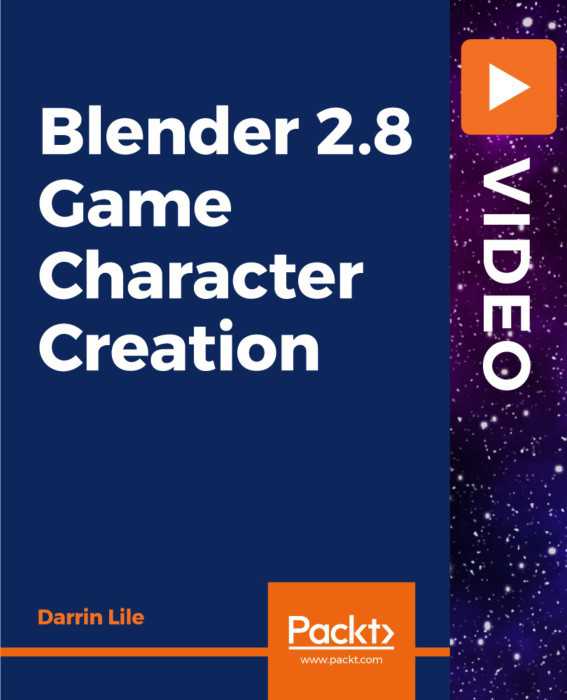 Blender 2.8
Game
Character
Creation
VIDEO
Darrin Lile
Packt>
www.packt.com